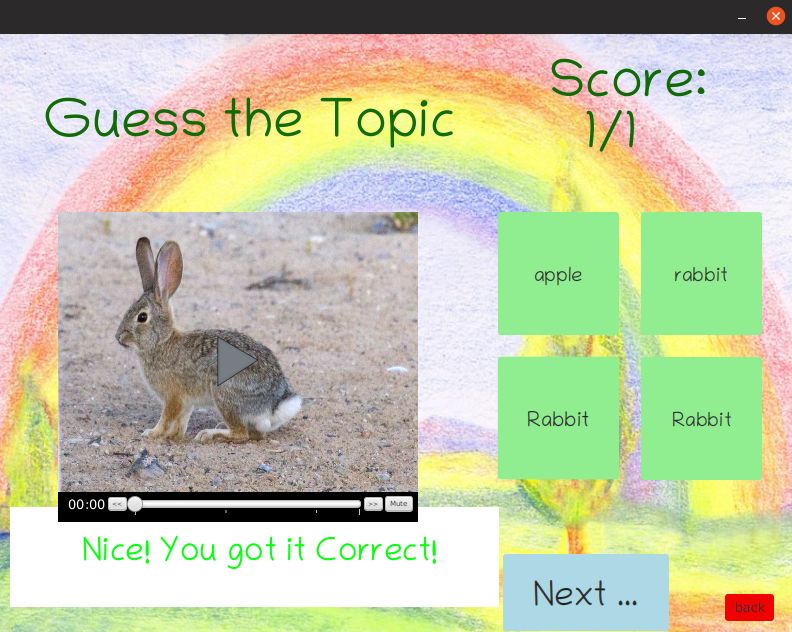 Guess the Topic
Score:
1/1
apple
rabbit
Rabbit
Rabbit
00:00
<<
>>
Mute
Nice! You got it Correct!
Next ...
back